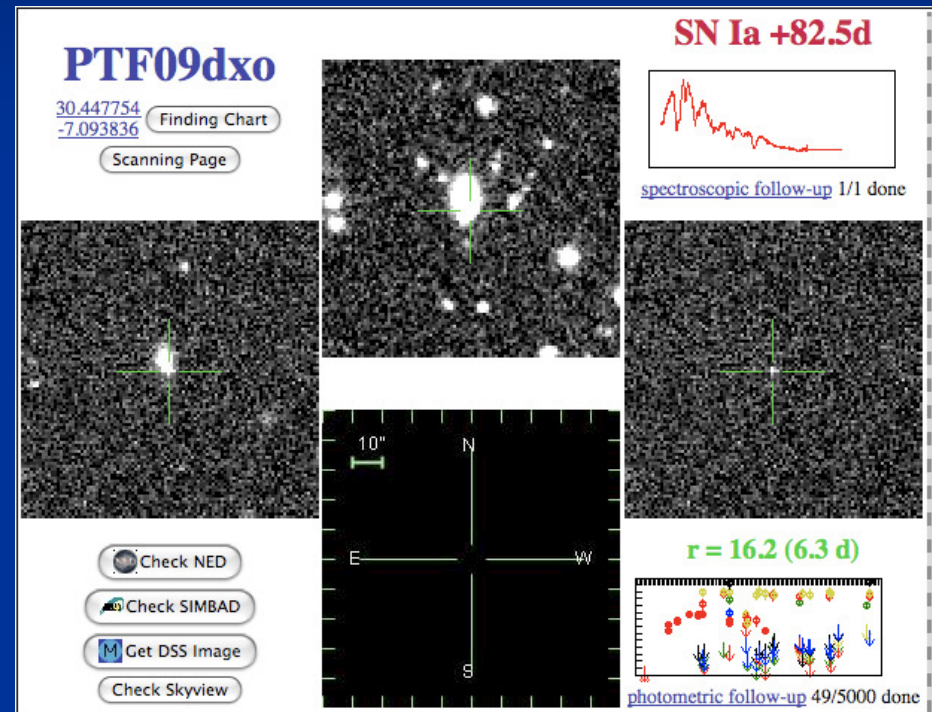 PTF09dxo
30.447754
-7.093836
Finding Chart
Scanning Page
SN Ia +82.5d
spectroscopic follow-up 1/1 done
10"
N
E
W
S
Check NED
Check SIMBAD
M Get DSS Image
Check Skyview
r = 16.2 (6.3 d)
photometric follow-up 49/5000 done